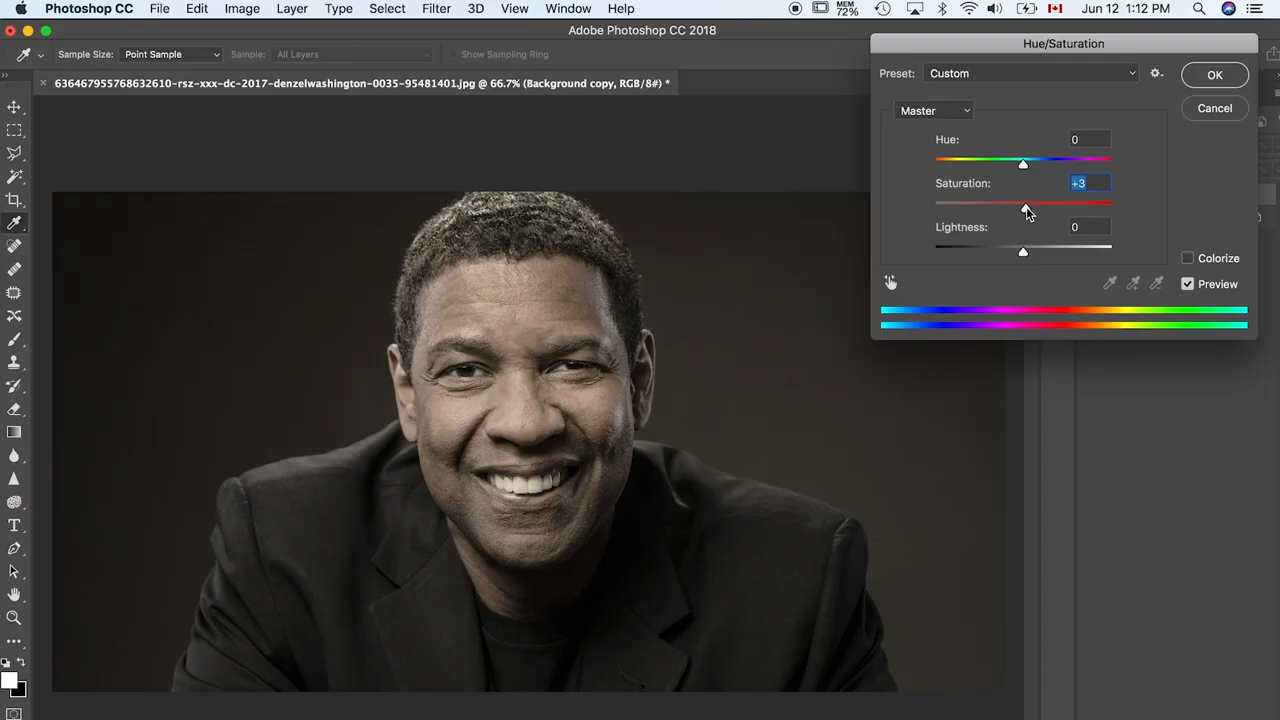 Photoshop CC File Edit Image Layer Type Select Filter 3D View Window Help MEM 72% Jun 12 1:12 PM
Adobe Photoshop CC 2018
Sample Size: Point Sample Sample: All Layers Show Sampling Ring
× 636467955768632610-rsz-xxx-dc-2017-denzelwashington-0035-95481401.jpg @ 66.7% (Background copy, RGB/8#) *
Hue/Saturation
Preset: Custom
OK
Master
Cancel
Hue: 0
Saturation: +3
Lightness: 0
Colorize
Preview